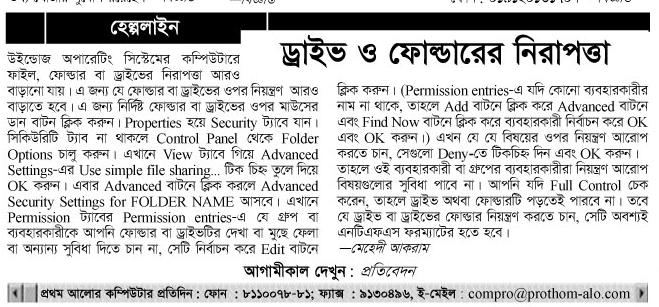 হেল্পলাইন
ড্রাইভ ও ফোল্ডারের নিরাপত্তা
উইন্ডোজ অপারেটিং সিস্টেমের কম্পিউটারে
ফাইল, ফোল্ডার বা ড্রাইভের নিরাপত্তা আরও
বাড়ানো যায়। এ জন্য যে ফোল্ডার বা ড্রাইভের ওপর নিয়ন্ত্রণ আরও
বাড়াতে হবে। এ জন্য নির্দিষ্ট ফোল্ডার বা ড্রাইভের ওপর মাউসের
ডান বাটন ক্লিক করুন। Properties হয়ে Security ট্যাবে যান।
সিকিউরিটি ট্যাব না থাকলে Control Panel থেকে Folder
Options চালু করুন। এখানে View ট্যাবে গিয়ে Advanced
Settings-এর Use simple file sharing... টিক চিহ্ন তুলে দিয়ে
OK করুন। এবার Advanced বাটনে ক্লিক করলে Advanced
Security Settings for FOLDER NAME আসবে। এখানে
Permission ট্যাবের Permission entries-এ যে গ্রুপ বা
ব্যবহারকারীকে আপনি ফোল্ডার বা ড্রাইভটির দেখা বা মুছে ফেলা
বা অন্যান্য সুবিধা দিতে চান না, সেটি নির্বাচন করে Edit বাটনে
ক্লিক করুন। (Permission entries-এ যদি কোনো ব্যবহারকারীর
নাম না থাকে, তাহলে Add বাটনে ক্লিক করে Advanced বাটনে
এবং Find Now বাটনে ক্লিক করে ব্যবহারকারী নির্বাচন করে OK
এবং OK করুন।) এখন যে যে বিষয়ের ওপর নিয়ন্ত্রণ আরোপ
করতে চান, সেগুলো Deny-তে টিকচিহ্ন দিন এবং OK করুন।
তাহলে ওই ব্যবহারকারী বা গ্রুপের ব্যবহারকারীরা নিয়ন্ত্রণ আরোপ
বিষয়গুলোর সুবিধা পাবে না। আপনি যদি Full Control চেক
করেন, তাহলে ড্রাইভ অথবা ফোল্ডারটি পড়তেই পারবে না। তবে
যে ড্রাইভ বা ড্রাইভের ফোল্ডার নিয়ন্ত্রণ করতে চান, সেটি অবশ্যই
এনটিএফএস ফরম্যাটের হতে হবে।
—মেহেদী আকরাম
আগামীকাল দেখুন : প্রতিবেদন
প্রথম আলোর কম্পিউটার প্রতিদিন : ফোন : ৮১১০০৭৮-৮১; ফ্যাক্স : ৯১৩০৪৯৬, ই-মেইল : compro@prothom-alo.com